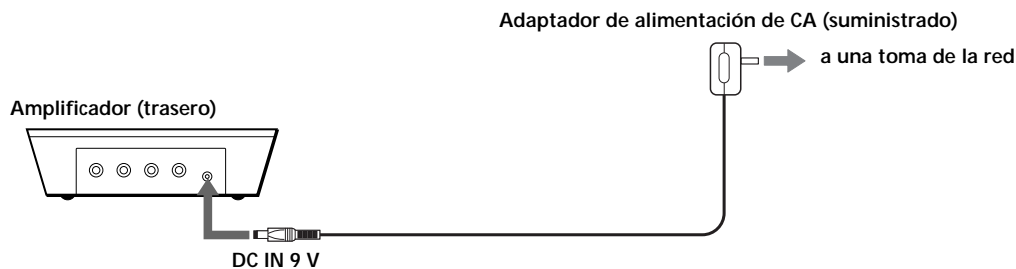 Adaptador de alimentación de CA (suministrado)
a una toma de la red
Amplificador (trasero)
DC IN 9 V